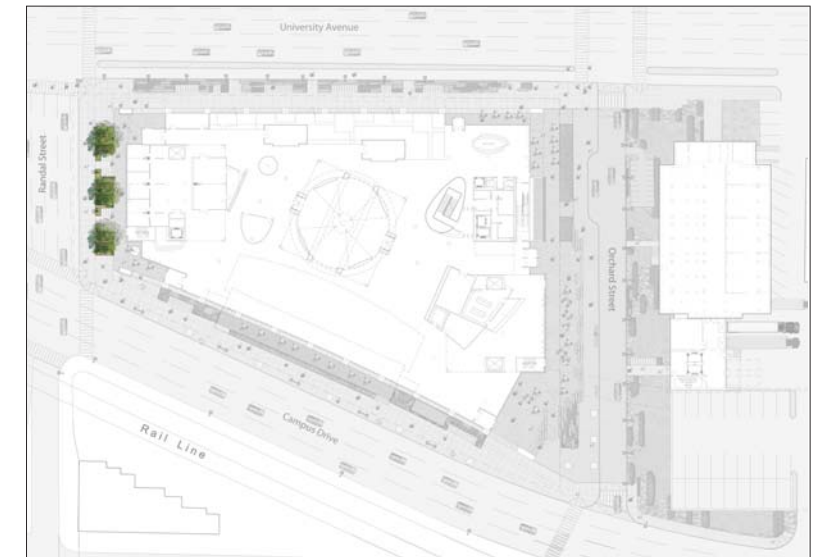 University Avenue
Randal Street
Orchard Street
Campus Drive
Rail Line